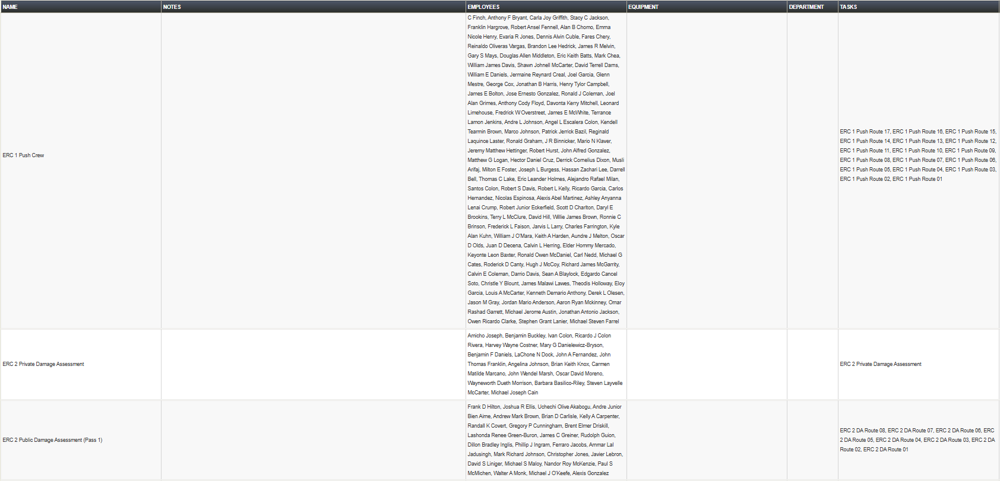 NAME NOTES EMPLOYEES EQUIPMENT DEPARTMENT TASKS
ERC 1 Push Crew
C Finch, Anthony F Bryant, Carla Joy Griffith, Stacy C Jackson,
Franklin Hargrove, Robert Ansel Fennell, Alan B Chomo, Emma
Nicole Henry, Evaria R Jones, Dennis Alvin Cuble, Fares Chery,
Reinaldo Oliveras Vargas, Brandon Lee Hedrick, James R Melvin,
Gary S Mays, Douglas Allen Middleton, Eric Keith Batts, Mark Chea,
William James Davis, Shawn Johnell McCarter, David Terrell Darns,
William E Daniels, Jermaine Reynard Creal, Joel Garcia, Glenn
Mestre, George Cox, Jonathan B Harris, Henry Tylor Campbell,
James E Bolton, Jose Ernesto Gonzalez, Ronald J Coleman, Joel
Alan Grimes, Anthony Cody Floyd, Davonta Kerry Mitchell, Leonard
Limehouse, Fredrick W Overstreet, James E McWhite, Terrance
Lamon Jenkins, Andre L Johnson, Angel L Escalera Colon, Kendell
Tearmin Brown, Marco Johnson, Patrick Jerrick Bazil, Reginald
Laquince Laster, Ronald Graham, J R Binnicker, Mario N Klaver,
Jeremy Matthew Hettinger, Robert Hurst, John Alfred Gonzalez,
Matthew G Logan, Hector Daniel Cruz, Derrick Cornelius Dixon, Musli
Arifaj, Milton E Foster, Joseph L Burgess, Hassan Zachari Lee, Darrell
Bell, Thomas C Lake, Eric Leander Holmes, Alejandro Rafael Milan,
Santos Colon, Robert S Davis, Robert L Kelly, Ricardo Garcia, Carlos
Hernandez, Nicolas Espinosa, Alexis Abel Martinez, Ashley Anyanna
Lenai Crump, Robert Junior Eckerfield, Scott D Charlton, Daryl E
Brookins, Terry L McClure, David Hill, Willie James Brown, Ronnie C
Brinson, Frederick L Faison, Jarvis L Larry, Charles Farrington, Kyle
Alan Kuhn, William J O'Mara, Keith A Harden, Aundre J Melton, Oscar
D Olds, Juan D Decena, Calvin L Herring, Elder Hommy Mercado,
Keyonte Leon Baxter, Ronald Owen McDaniel, Carl Nedd, Michael G
Cates, Roderick D Canty, Hugh J McCoy, Richard James McGarrity,
Calvin E Coleman, Darrio Davis, Sean A Blaylock, Edgardo Cancel
Soto, Christle Y Blount, James Malawi Lawes, Theodis Holloway, Eloy
Garcia, Louis A McCarter, Kenneth Demario Anthony, Derek L Olesen,
Jason M Gray, Jordan Mario Anderson, Aaron Ryan Mckinney, Omar
Rashad Garrett, Michael Jerome Austin, Jonathan Antonio Jackson,
Owen Ricardo Clarke, Stephen Grant Lanier, Michael Steven Farrel
ERC 1 Push Route 17, ERC 1 Push Route 16, ERC 1 Push Route 15,
ERC 1 Push Route 14, ERC 1 Push Route 13, ERC 1 Push Route 12,
ERC 1 Push Route 11, ERC 1 Push Route 10, ERC 1 Push Route 09,
ERC 1 Push Route 08, ERC 1 Push Route 07, ERC 1 Push Route 06,
ERC 1 Push Route 05, ERC 1 Push Route 04, ERC 1 Push Route 03,
ERC 1 Push Route 02, ERC 1 Push Route 01
ERC 2 Private Damage Assessment
Amicho Joseph, Benjamin Buckley, Ivan Colon, Ricardo J Colon
Rivera, Harvey Wayne Costner, Mary G Danielewicz-Bryson,
Benjamin F Daniels, LaChone N Dock, John A Fernandez, John
Thomas Franklin, Angelina Johnson, Brian Keith Knox, Carmen
Matilde Marcano, John Wendel Marsh, Oscar David Moreno,
Wayneworth Dueth Morrison, Barbara Basilico-Riley, Steven Layvelle
McCarter, Michael Joseph Cain
ERC 2 Private Damage Assessment
ERC 2 Public Damage Assessment (Pass 1)
Frank D Hilton, Joshua R Ellis, Uchechi Olive Akabogu, Andre Junior
Bien Aime, Andrew Mark Brown, Brian D Carlisle, Kelly A Carpenter,
Randall K Covert, Gregory P Cunningham, Brent Elmer Driskill,
Lashonda Renee Green-Buron, James C Greiner, Rudolph Guion,
Dillon Bradley Inglis, Phillip J Ingram, Ferraro Jacobs, Ammar Lal
Jadusingh, Mark Richard Johnson, Christopher Jones, Javier Lebron,
David S Liniger, Michael S Maloy, Nandor Roy McKenzie, Paul S
McMichen, Walter A Monk, Michael J O'Keefe, Alexis Gonzalez
ERC 2 DA Route 08, ERC 2 DA Route 07, ERC 2 DA Route 06, ERC
2 DA Route 05, ERC 2 DA Route 04, ERC 2 DA Route 03, ERC 2 DA
Route 02, ERC 2 DA Route 01